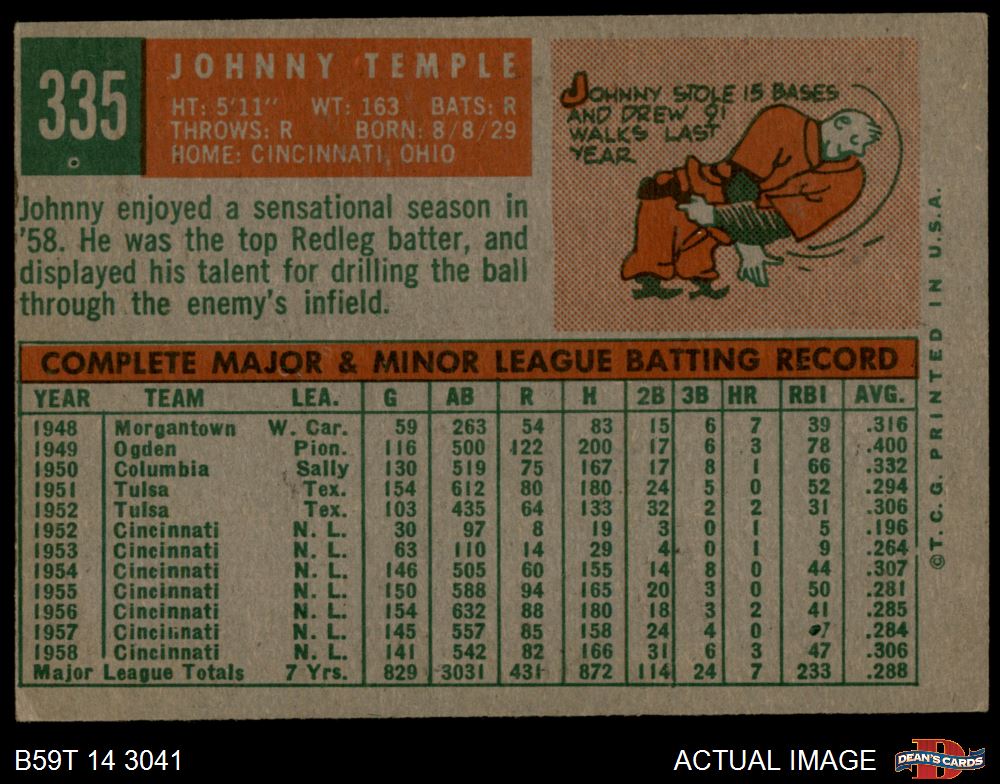 335
JOHNNY TEMPLE
HT: 5'11" WT: 163 BATS: R
THROWS: R BORN: 8/8/29
HOME: CINCINNATI, OHIO
JOHNNY STOLE 15 BASES
AND DREW 91
WALKS LAST
YEAR
Johnny enjoyed a sensational season in
'58. He was the top Redleg batter, and
displayed his talent for drilling the ball
through the enemy's infield.
COMPLETE MAJOR & MINOR LEAGUE BATTING RECORD
YEAR TEAM LEA. G AB R H 2B 3B HR RBI AVG.
1948 Morgantown W. Car. 59 263 54 83 15 6 7 39 .316
1949 Ogden Pion. 116 500 122 200 17 6 3 78 .400
1950 Columbia Sally 130 519 75 167 17 8 1 66 .332
1951 Tulsa Tex. 154 612 80 180 24 5 0 52 .294
1952 Tulsa Tex. 103 435 64 133 32 2 2 31 .306
1952 Cincinnati N. L. 30 97 8 19 3 0 1 5 .196
1953 Cincinnati N. L. 63 110 14 29 4 0 1 9 .264
1954 Cincinnati N. L. 146 505 60 155 14 8 0 44 .307
1955 Cincinnati N. L. 150 588 94 165 20 3 0 50 .281
1956 Cincinnati N. L. 154 632 88 180 18 3 2 41 .285
1957 Cincinnati N. L. 145 557 85 158 24 4 0 .284
1958 Cincinnati N. L. 141 542 82 166 31 6 3 47 .306
Major League Totals 7 Yrs. 829 3031 431 872 114 24 7 233 .288
©T. C. G. PRINTED IN U.S.A.
B59T 14 3041
ACTUAL IMAGE
DEAN'S CARDS